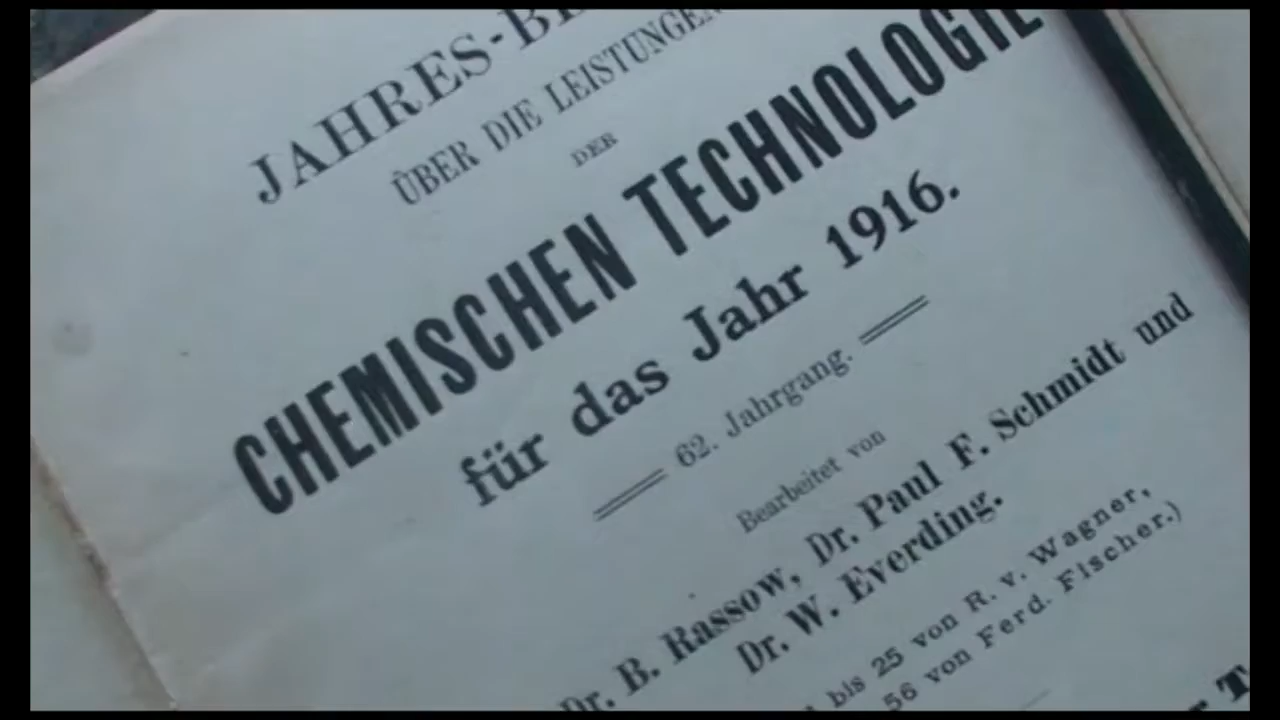 JAHRES-BE
ÜBER DIE LEISTUNGEN
DER
CHEMISCHEN TECHNOLOGIE
für das Jahr 1916.
62. Jahrgang.
Bearbeitet von
Dr. B. Rassow, Dr. Paul F. Schmidt und
Dr. W. Everding.
bis 25 von R. v. Wagner,
56 von Ferd. Fischer.)